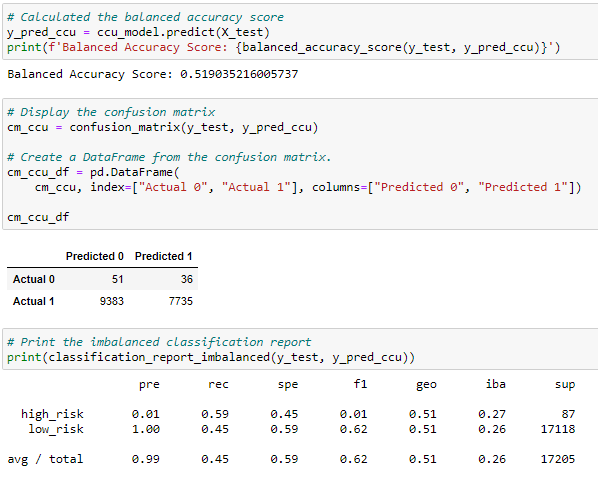 # Calculated the balanced accuracy score
y_pred_ccu = ccu_model.predict(X_test)
print(f'Balanced Accuracy Score: {balanced_accuracy_score(y_test, y_pred_ccu)}')
Balanced Accuracy Score: 0.519035216005737
# Display the confusion matrix
cm_ccu = confusion_matrix(y_test, y_pred_ccu)
# Create a DataFrame from the confusion matrix.
cm_ccu_df = pd.DataFrame(
    cm_ccu, index=["Actual 0", "Actual 1"], columns=["Predicted 0", "Predicted 1"])
cm_ccu_df
Predicted 0 Predicted 1
Actual 0 51 36
Actual 1 9383 7735
# Print the imbalanced classification report
print(classification_report_imbalanced(y_test, y_pred_ccu))
pre rec spe f1 geo iba sup
high_risk 0.01 0.59 0.45 0.01 0.51 0.27 87
low_risk 1.00 0.45 0.59 0.62 0.51 0.26 17118
avg / total 0.99 0.45 0.59 0.62 0.51 0.26 17205